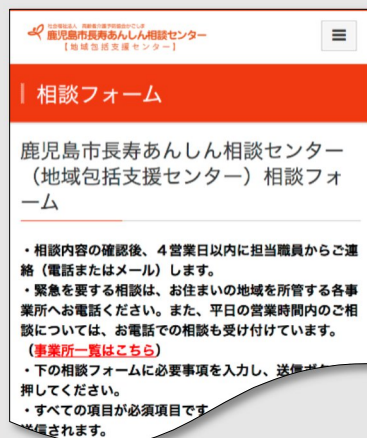 社会福祉法人 高齢者介護予防協会かごしま
鹿児島市長寿あんしん相談センター
【地域包括支援センター】
相談フォーム
鹿児島市長寿あんしん相談センター
（地域包括支援センター）相談フォ
ーム
・相談内容の確認後、４営業日以内に担当職員からご連
絡（電話またはメール）します。
・緊急を要する相談は、お住まいの地域を所管する各事
業所へお電話ください。また、平日の営業時間内のご相
談については、お電話での相談も受け付けています。
（事業所一覧はこちら）
・下の相談フォームに必要事項を入力し、送信
押してください。
・すべての項目が必須項目です
送信されます。